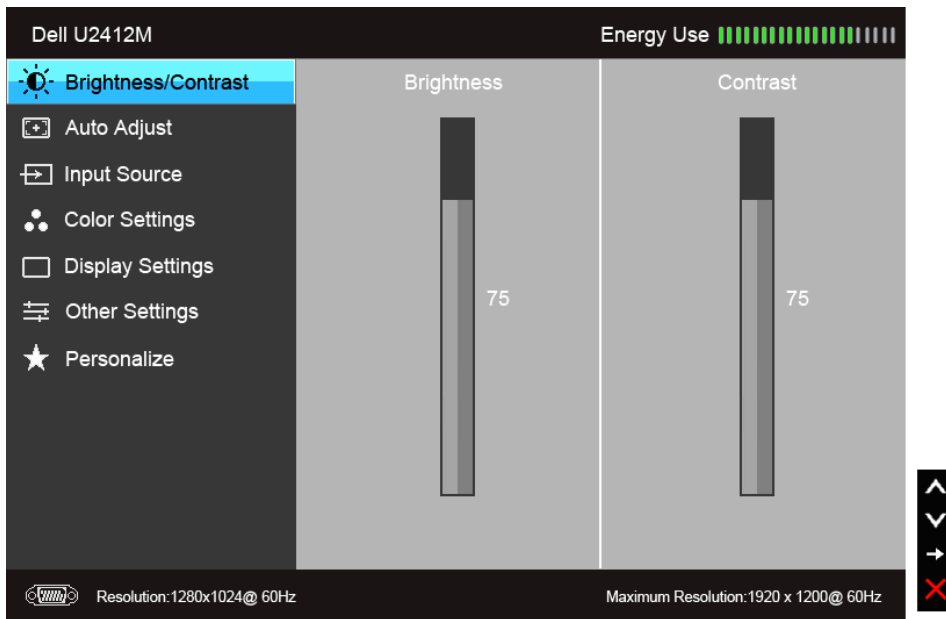 Dell U2412M
Energy Use
Brightness/Contrast
Auto Adjust
Input Source
Color Settings
Display Settings
Other Settings
Personalize
Brightness
75
Contrast
75
Resolution:1280x1024@ 60Hz
Maximum Resolution:1920 x 1200@ 60Hz